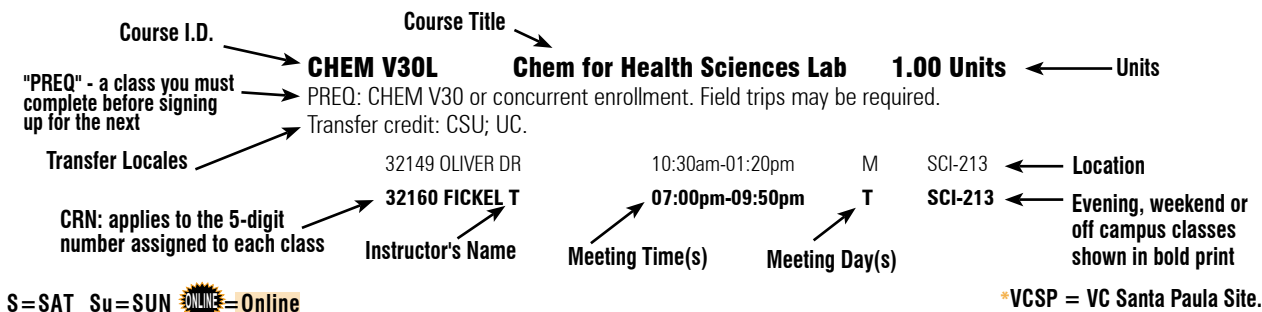 Course Title
Course I.D.
CHEM V30L Chem for Health Sciences Lab 1.00 Units
Units
"PREQ" - a class you must
complete before signing
up for the next
PREQ: CHEM V30 or concurrent enrollment. Field trips may be required.
Transfer credit: CSU; UC.
Transfer Locales
32149 OLIVER DR 10:30am-01:20pm M SCI-213
Location
32160 FICKEL T 07:00pm-09:50pm T SCI-213
Evening, weekend or
off campus classes
shown in bold print
CRN: applies to the 5-digit
number assigned to each class
Instructor's Name
Meeting Time(s)
Meeting Day(s)
S=SAT Su=SUN ONLINE=Online
*VCSP = VC Santa Paula Site.